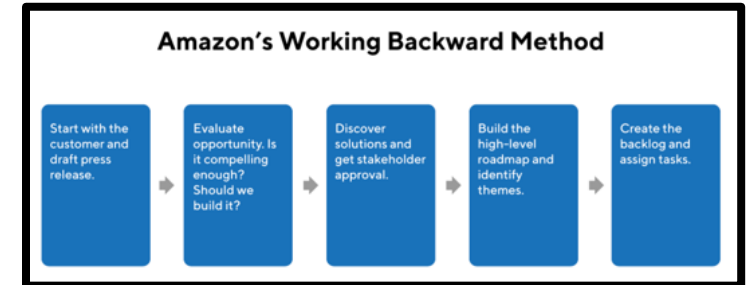 Amazon's Working Backward Method
Start with the
customer and
draft press
release.
Evaluate
opportunity. Is
it compelling
enough?
Should we
build it?
Discover
solutions and
get stakeholder
approval.
Build the
high-level
roadmap and
identify
themes.
Create the
backlog and
assign tasks.